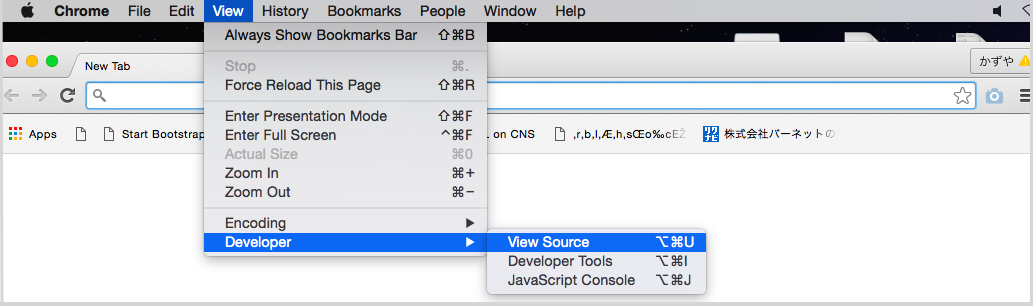 Chrome File Edit View History Bookmarks People Window Help
Always Show Bookmarks Bar ⇧⌘B
Stop ⌘.
New Tab
かずや
Force Reload This Page ⇧⌘R
Enter Presentation Mode ⇧⌘F
Apps
Start Bootstrap
Enter Full Screen ^⌘F
on CNS
,r,b,l,Æ,h,sŒo‰cEŽ
株式会社バーネットの
Actual Size ⌘0
Zoom In ⌘+
Zoom Out ⌘−
Encoding ▶
Developer ▶
View Source ⌥⌘U
Developer Tools ⌥⌘I
JavaScript Console ⌥⌘J